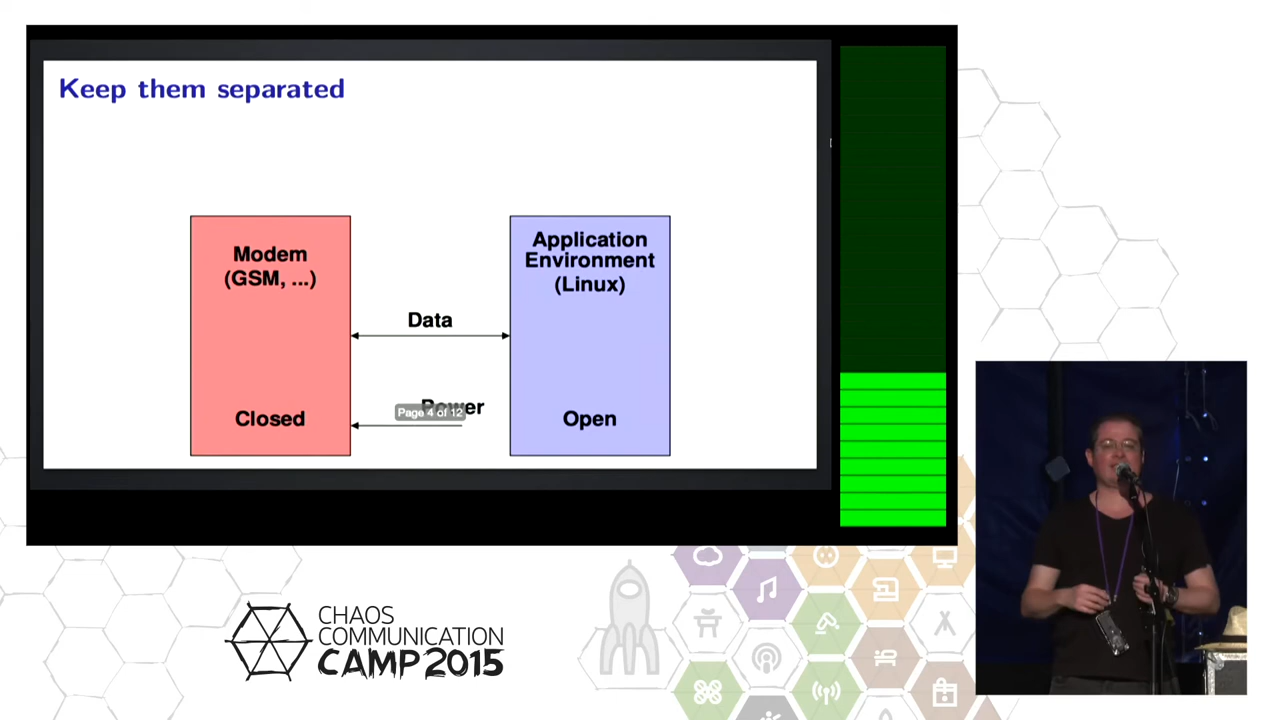 Keep them separated
Modem
(GSM, ...)
Application
Environment
(Linux)
Data
Power
Page 4 of 12
Closed
Open
CHAOS
COMMUNICATION
CAMP 2015